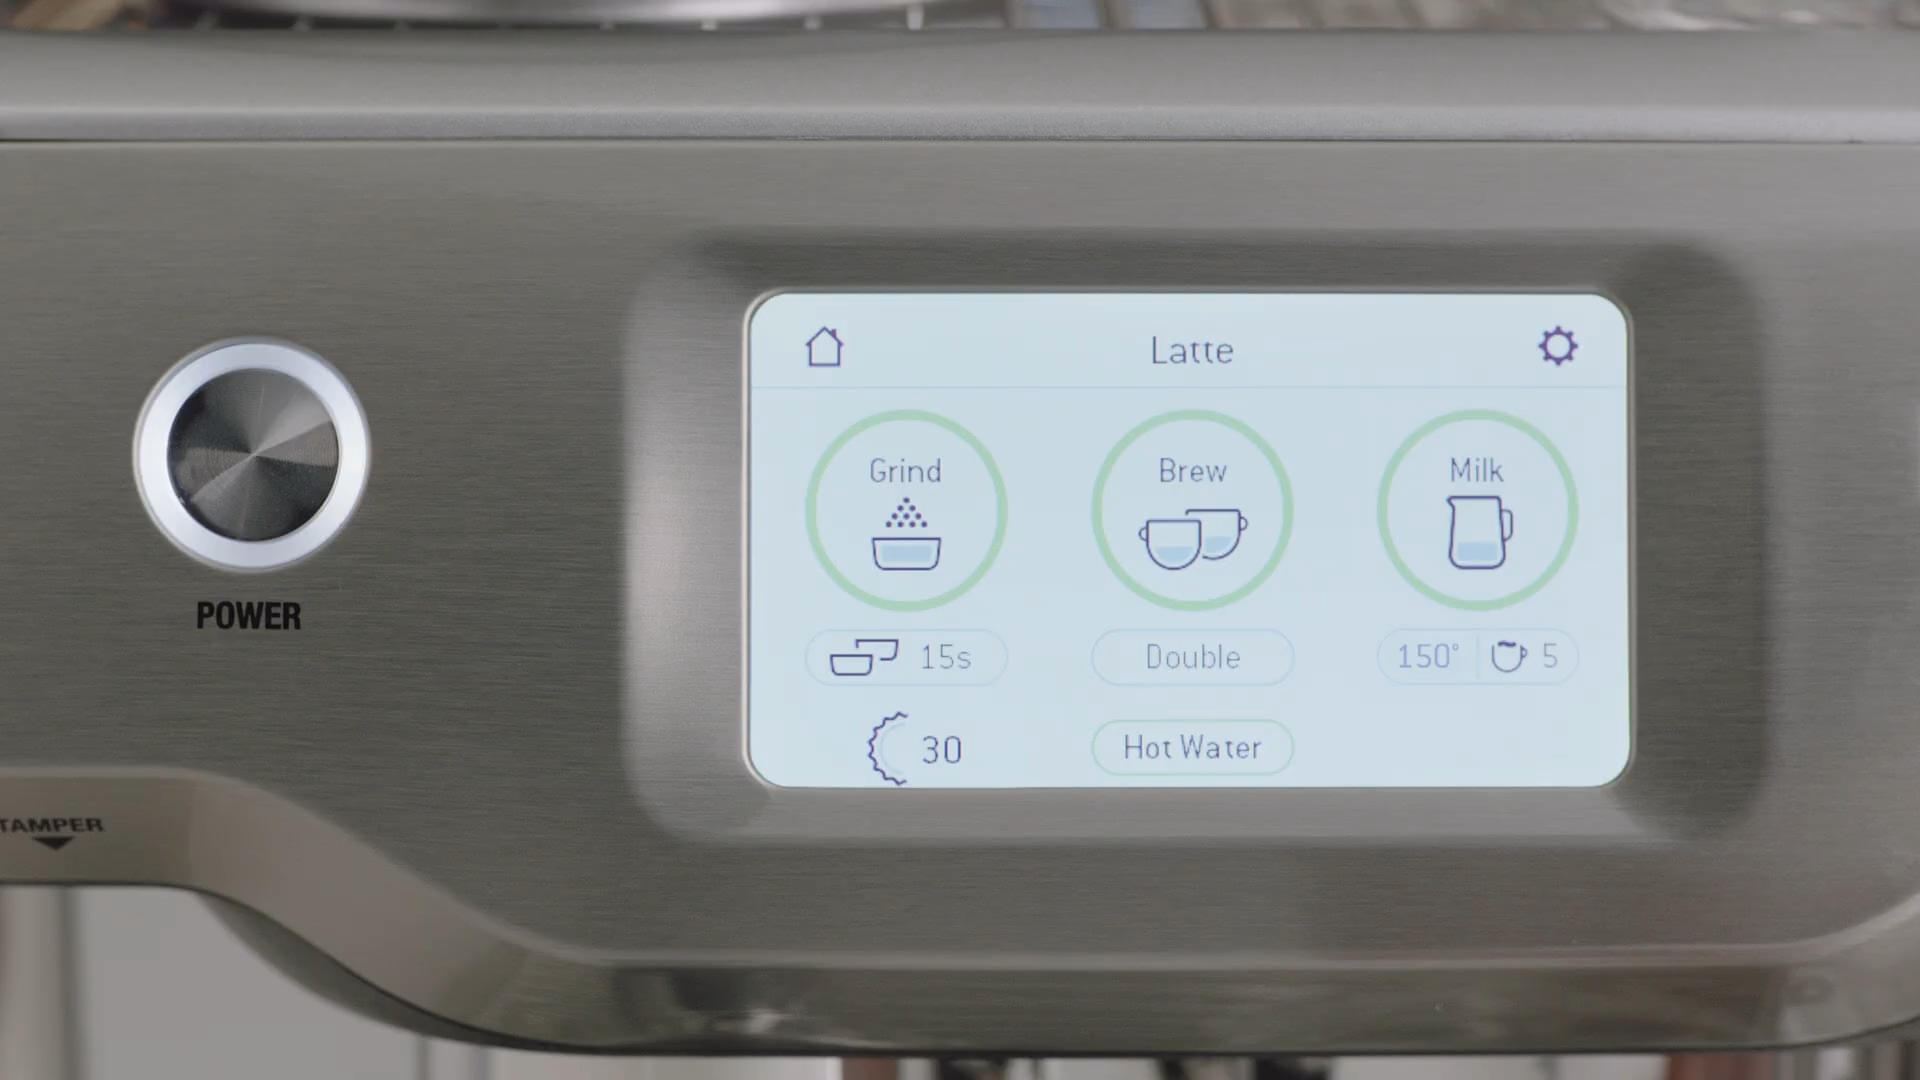 Latte
Grind
Brew
Milk
15s
Double
150° 5
30
Hot Water
POWER
TAMPER